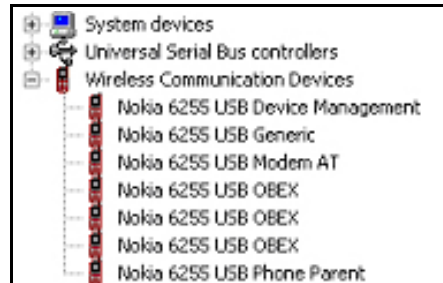 System devices
Universal Serial Bus controllers
Wireless Communication Devices
Nokia 6255 USB Device Management
Nokia 6255 USB Generic
Nokia 6255 USB Modem AT
Nokia 6255 USB OBEX
Nokia 6255 USB OBEX
Nokia 6255 USB OBEX
Nokia 6255 USB Phone Parent